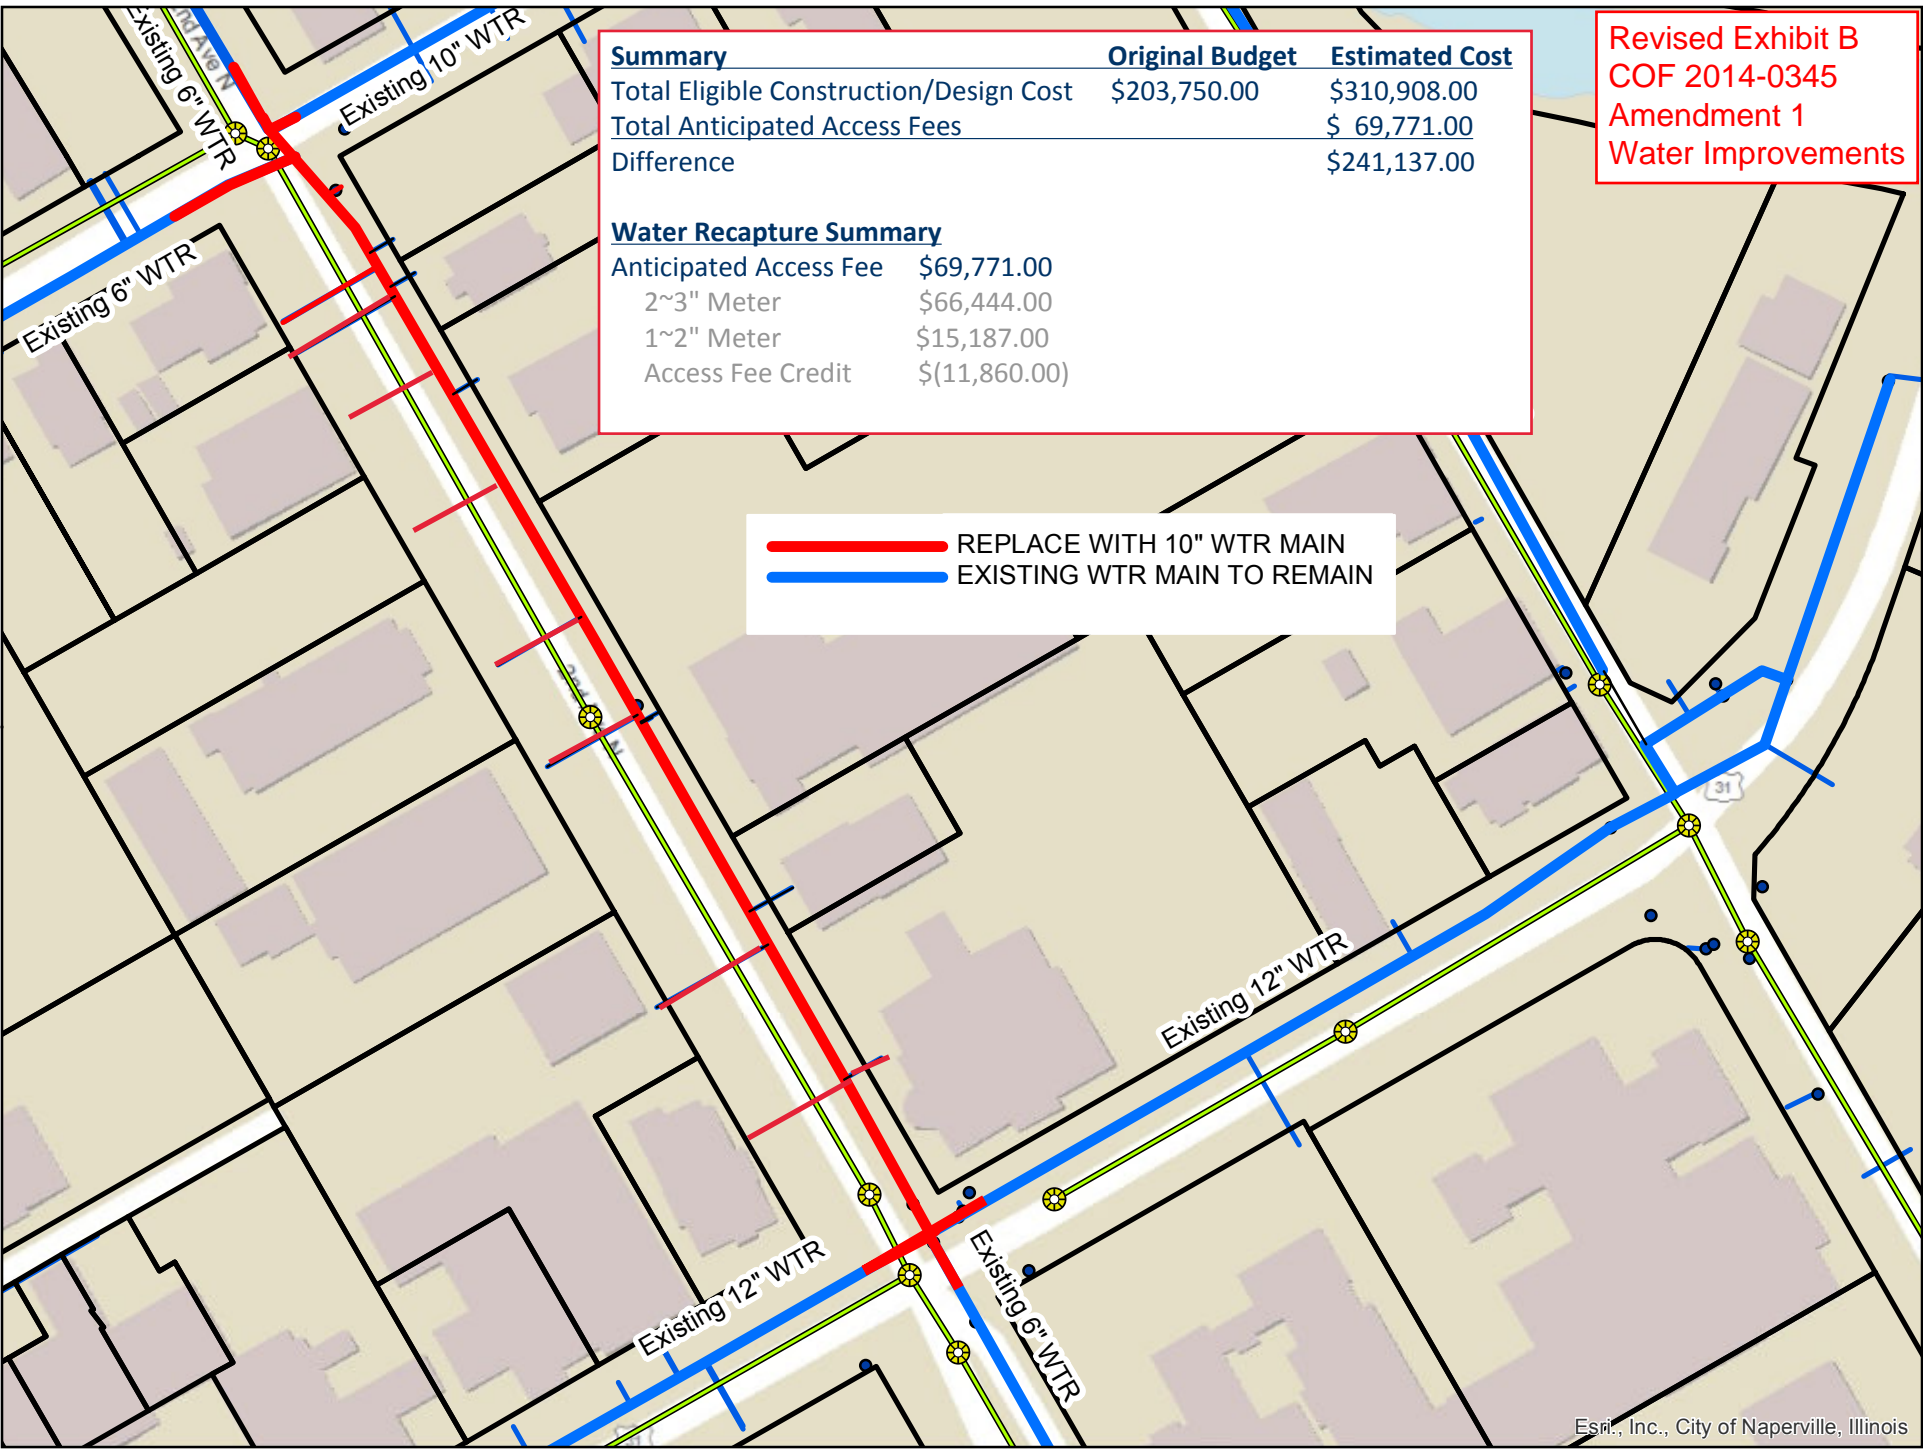 Summary Original Budget Estimated Cost
Total Eligible Construction/Design Cost $203,750.00 $310,908.00
Total Anticipated Access Fees $ 69,771.00
Difference $241,137.00
Water Recapture Summary
Anticipated Access Fee $69,771.00
2~3" Meter $66,444.00
1~2" Meter $15,187.00
Access Fee Credit $(11,860.00)
Revised Exhibit B
COF 2014-0345
Amendment 1
Water Improvements
2nd Ave N
Existing 6" WTR
Existing 10" WTR
Existing 6" WTR
REPLACE WITH 10" WTR MAIN
EXISTING WTR MAIN TO REMAIN
31
Existing 12" WTR
Existing 12" WTR
Existing 6" WTR
31
Esri., Inc., City of Naperville, Illinois